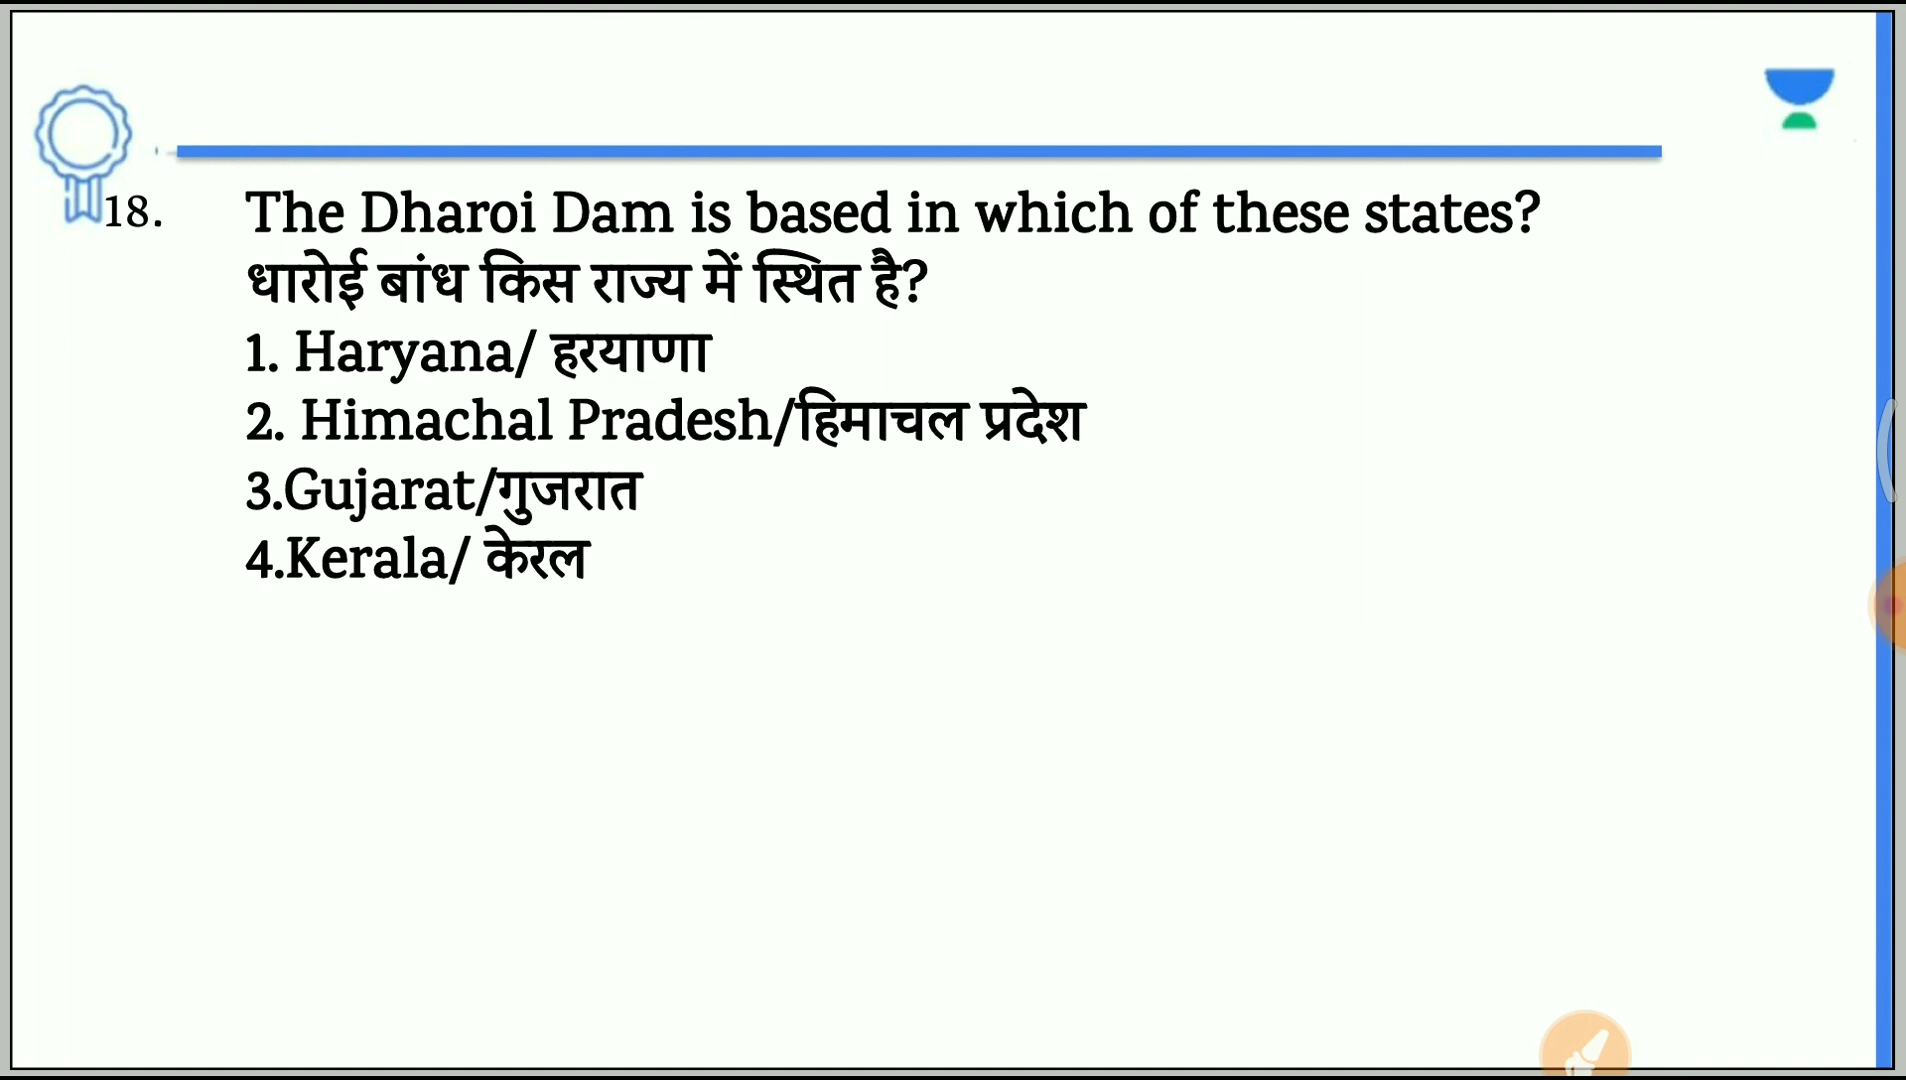 18. The Dharoi Dam is based in which of these states?
धारोई बांध किस राज्य में स्थित है?
1. Haryana/ हरयाणा
2. Himachal Pradesh/हिमाचल प्रदेश
3.Gujarat/गुजरात
4.Kerala/ केरल